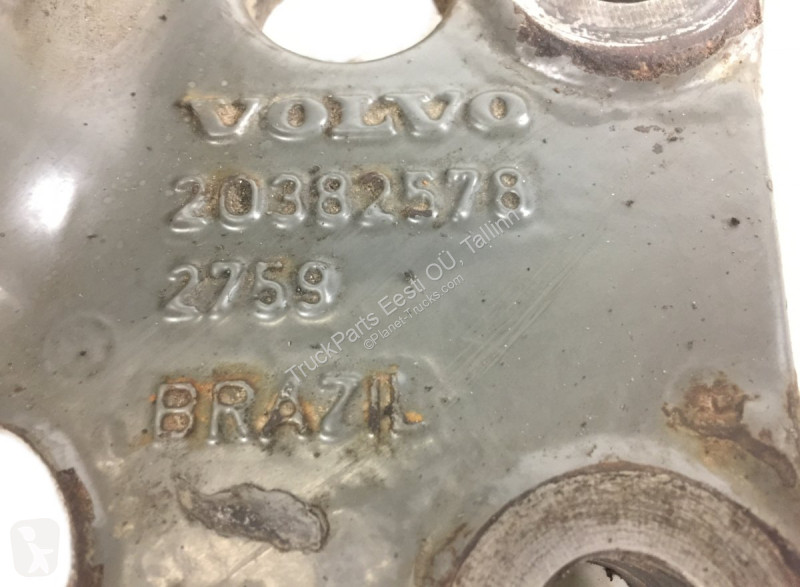 VOLVO
20382578
2759
BRAZIL
TruckParts Eesti OÜ, Tallinn
©Planet-Trucks.com